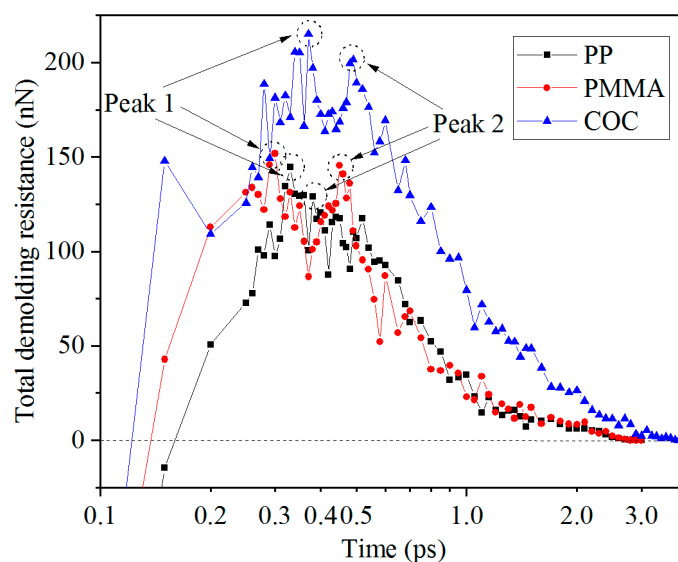 200
150
100
50
0
Total demolding resistance (nN)
PP
PMMA
COC
Peak 1
Peak 2
0.1 0.2 0.3 0.4 0.5 1.0 2.0 3.0
Time (ps)